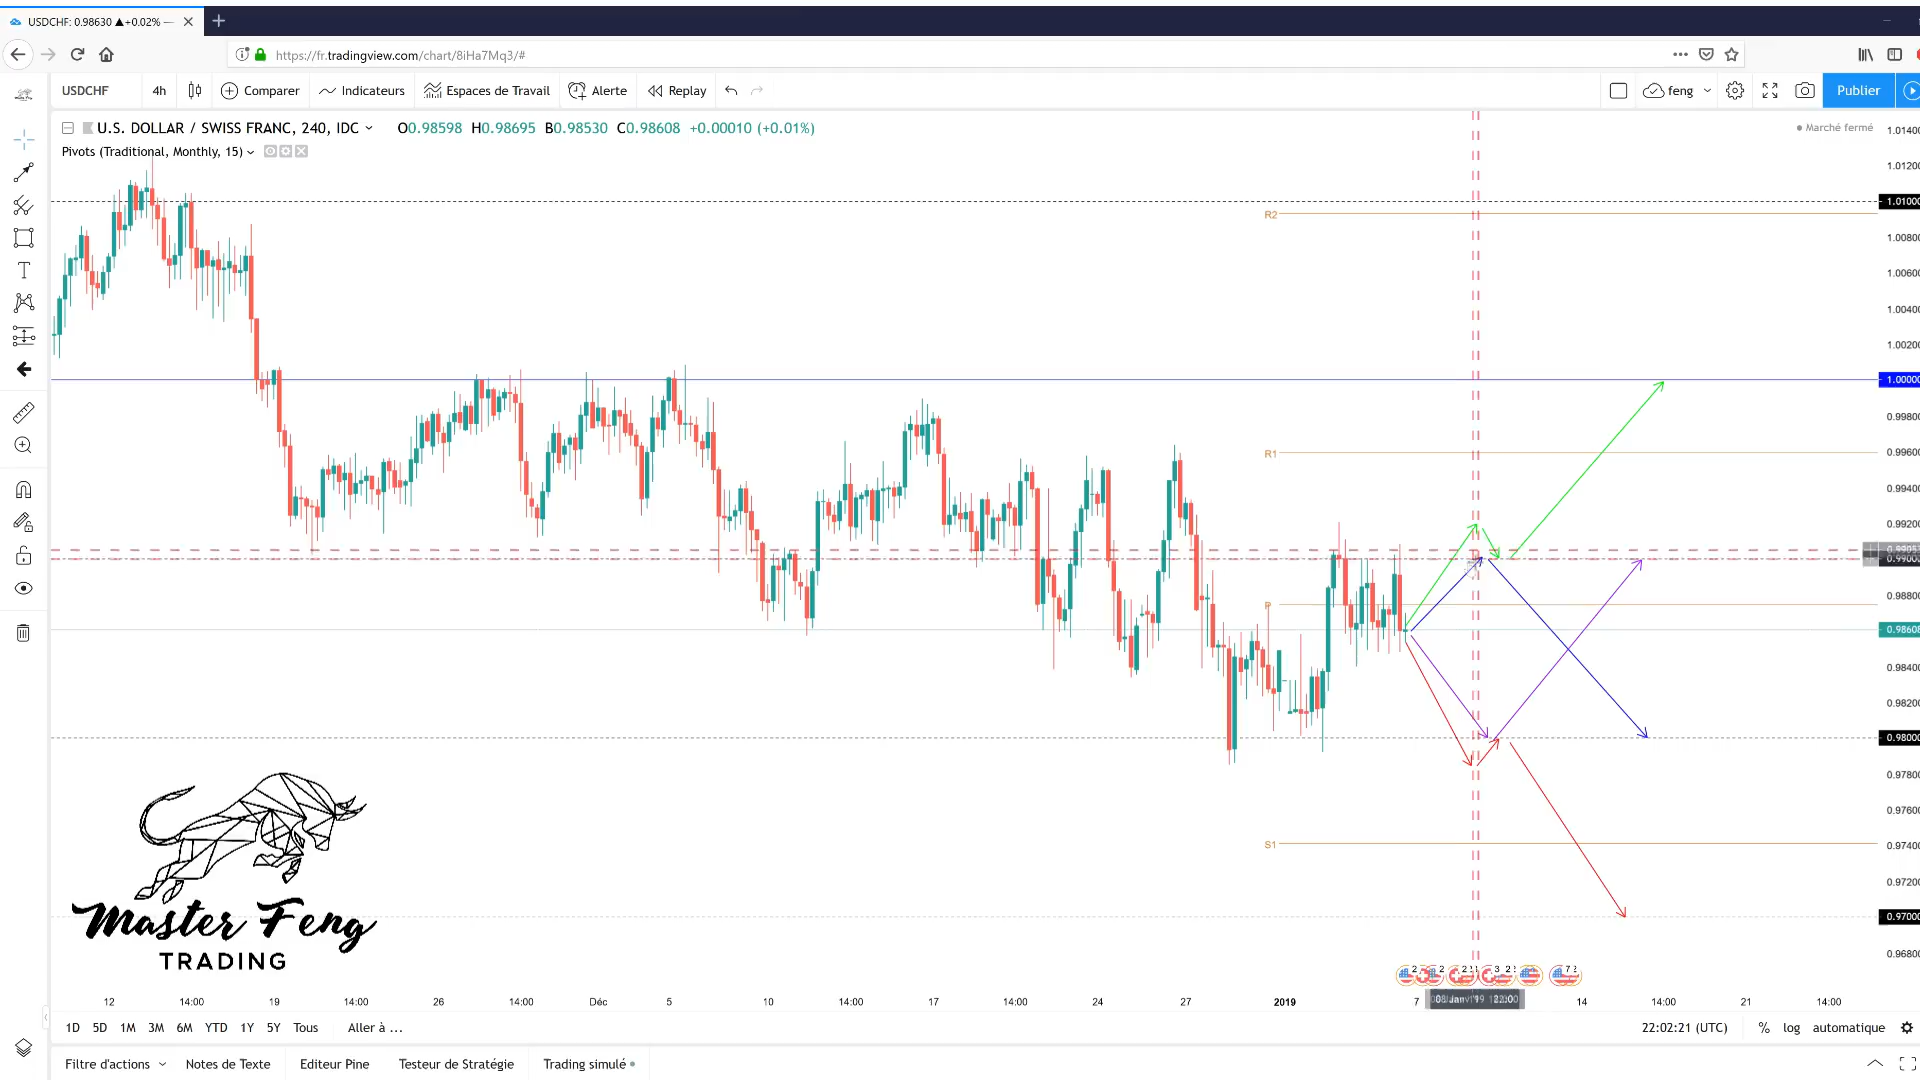 USDCHF: 0.98630 ▲+0.02% —
https://fr.tradingview.com/chart/8iHa7Mq3/#
USDCHF 4h Comparer Indicateurs Espaces de Travail Alerte Replay feng Publier
U.S. DOLLAR / SWISS FRANC, 240, IDC O0.98598 H0.98695 B0.98530 C0.98608 +0.00010 (+0.01%)
Marché fermé
Pivots (Traditional, Monthly, 15)
1.01400
1.01200
1.01000
R2
1.00800
1.00600
1.00400
1.00200
1.00000
0.99800
R1
0.99600
0.99400
0.99200
0.99000
0.98800
P
0.98608
0.98400
0.98200
0.98000
0.97800
0.97600
S1
0.97400
0.97200
0.97000
0.96800
Master Feng
TRADING
12 14:00 19 14:00 26 14:00 Déc 5 10 14:00 17 14:00 24 27 2019 7 14 14:00 21 14:00
1D 5D 1M 3M 6M YTD 1Y 5Y Tous Aller à ... 22:02:21 (UTC) % log automatique
Filtre d'actions Notes de Texte Editeur Pine Testeur de Stratégie Trading simulé